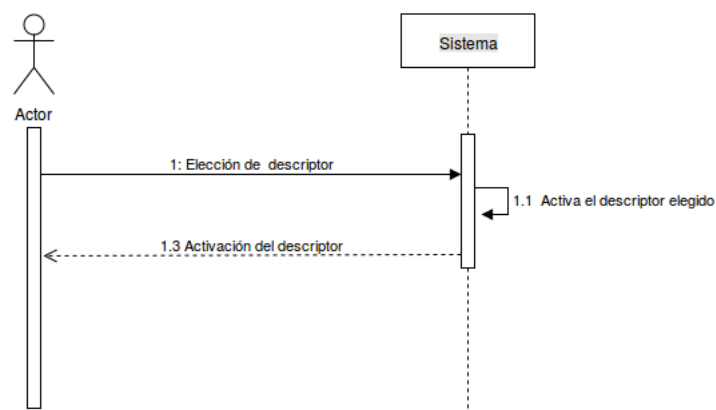 Sistema
Actor
1: Elección de descriptor
1.1 Activa el descriptor elegido
1.3 Activación del descriptor